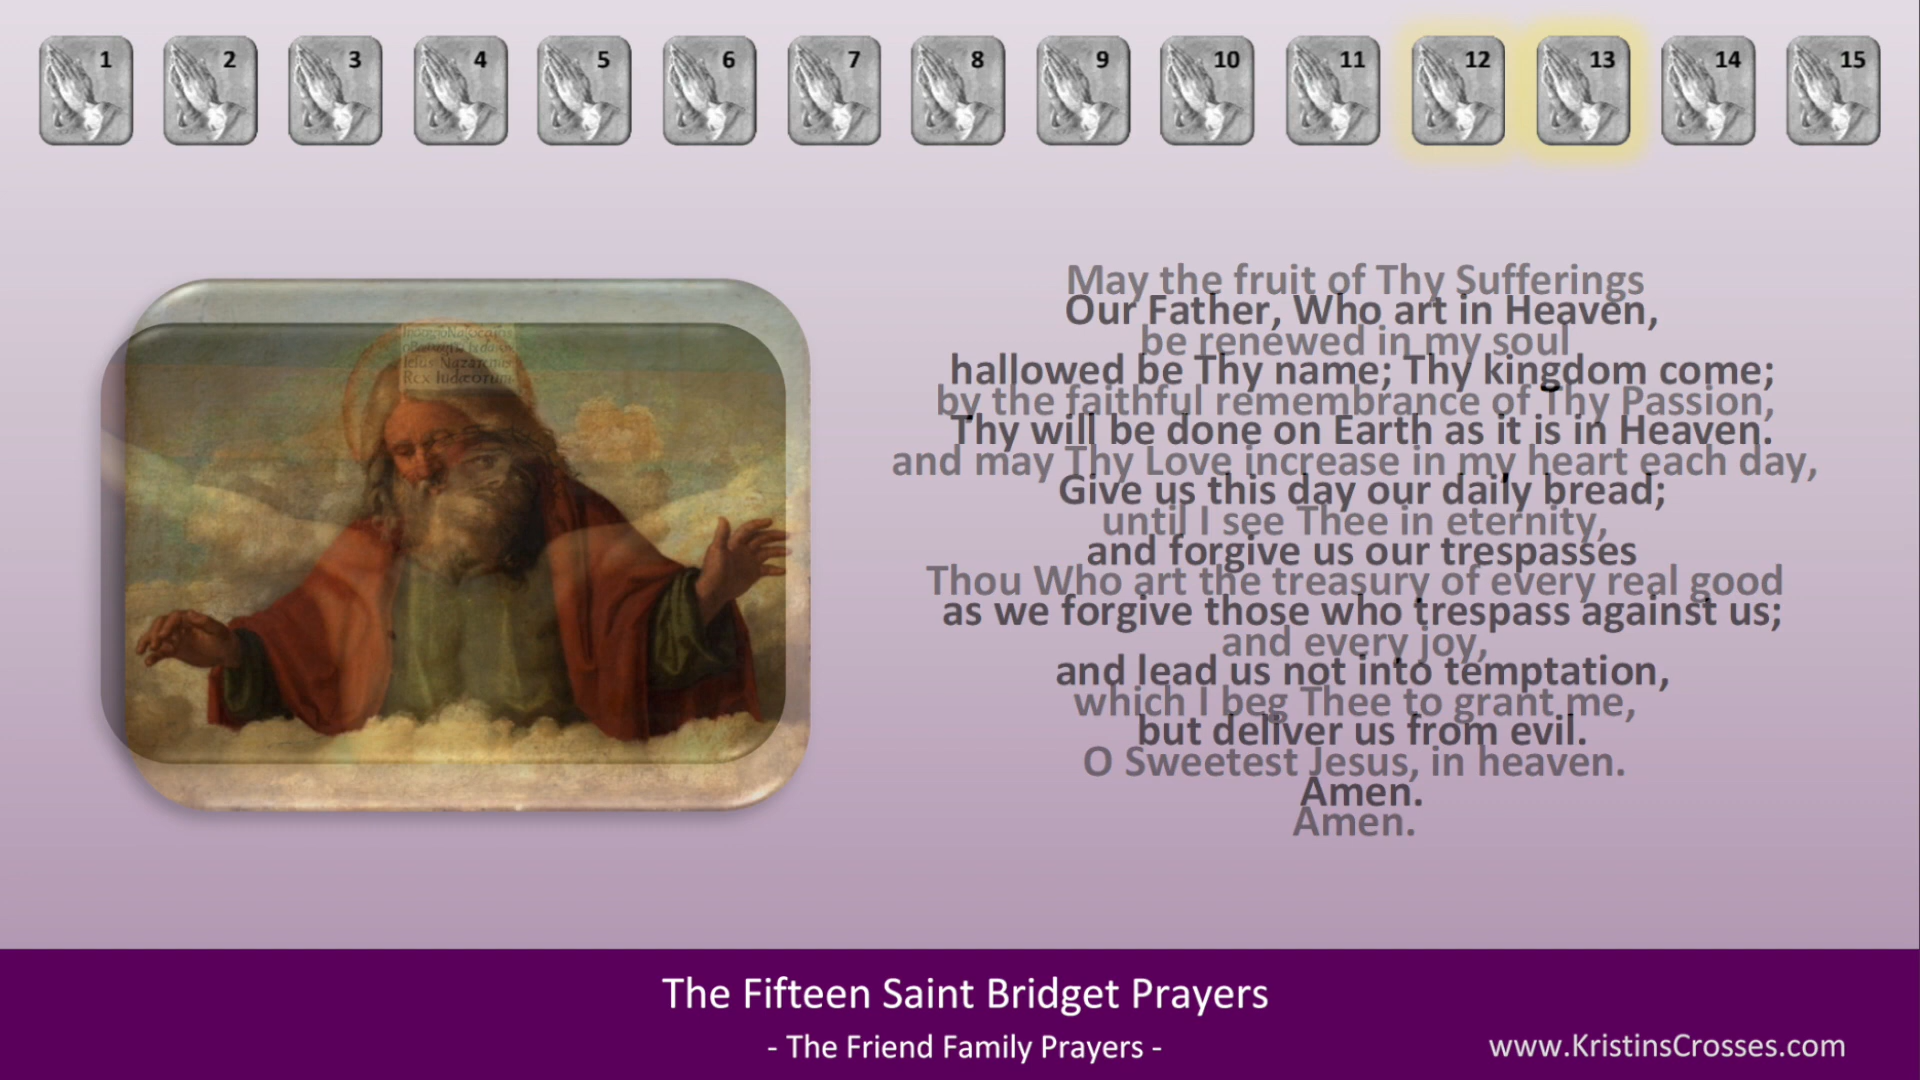 1 2 3 4 5 6 7 8 9 10 11 12 13 14 15
May the fruit of Thy Sufferings
Our Father, Who art in Heaven,
be renewed in my soul
hallowed be Thy name; Thy kingdom come;
by the faithful remembrance of Thy Passion,
Thy will be done on Earth as it is in Heaven.
and may Thy Love increase in my heart each day,
Give us this day our daily bread;
until I see Thee in eternity,
and forgive us our trespasses
Thou Who art the treasury of every real good
as we forgive those who trespass against us;
and every joy,
and lead us not into temptation,
which I beg Thee to grant me,
but deliver us from evil.
O Sweetest Jesus, in heaven.
Amen.
Amen.
Rex Iudæorum
The Fifteen Saint Bridget Prayers
- The Friend Family Prayers -
www.KristinsCrosses.com